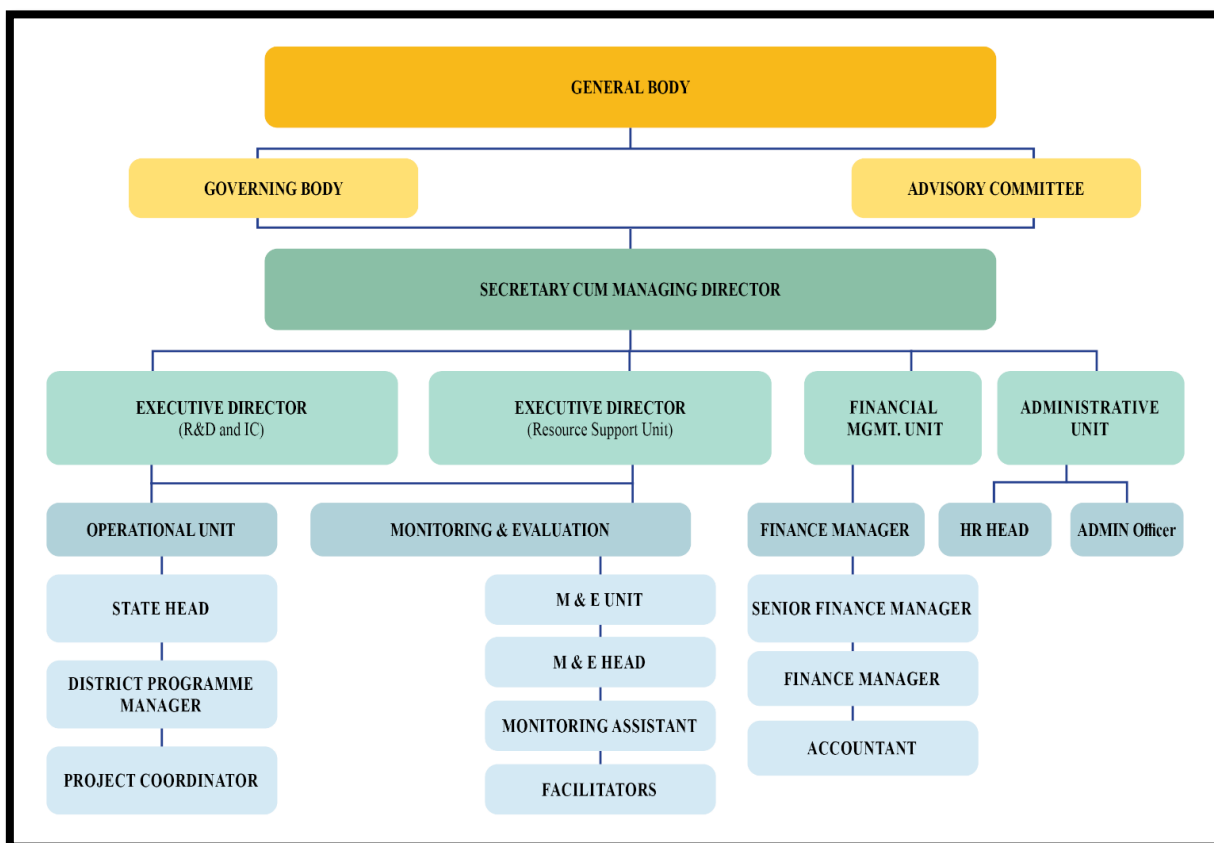 GENERAL BODY
GOVERNING BODY
ADVISORY COMMITTEE
SECRETARY CUM MANAGING DIRECTOR
EXECUTIVE DIRECTOR
(R&D and IC)
EXECUTIVE DIRECTOR
(Resource Support Unit)
FINANCIAL
MGMT. UNIT
ADMINISTRATIVE
UNIT
OPERATIONAL UNIT
MONITORING & EVALUATION
FINANCE MANAGER
HR HEAD
ADMIN Officer
STATE HEAD
DISTRICT PROGRAMME
MANAGER
PROJECT COORDINATOR
M & E UNIT
M & E HEAD
MONITORING ASSISTANT
FACILITATORS
SENIOR FINANCE MANAGER
FINANCE MANAGER
ACCOUNTANT